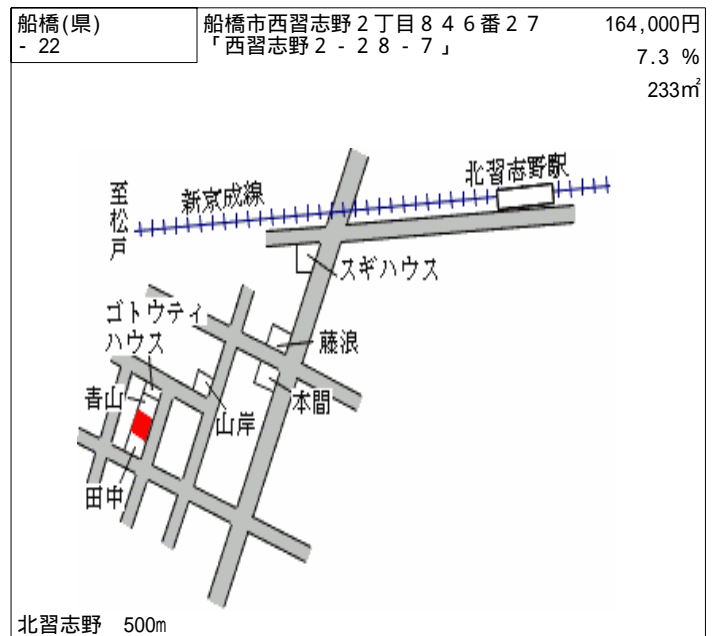 船橋(県)
- 22
船橋市西習志野２丁目８４６番２７
「西習志野２‐２８‐７」
164,000円
7.3 %
233㎡
北習志野駅
新京成線
至松戸
スギハウス
ゴトウティ
ハウス
藤浪
青山
本間
山岸
田中
北習志野　500m